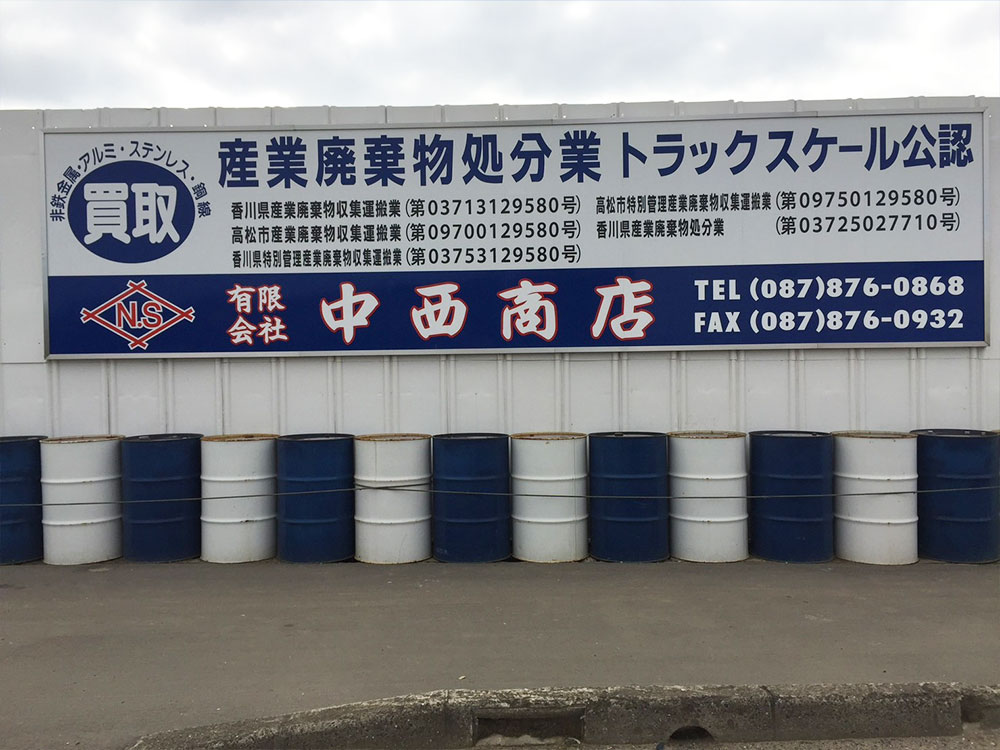 非鉄金属・アルミ・ステンレス・銅線
買取
産業廃棄物処分業 トラックスケール公認
香川県産業廃棄物収集運搬業(第03713129580号)
高松市産業廃棄物収集運搬業(第09700129580号)
香川県特別管理産業廃棄物収集運搬業(第03753129580号)
高松市特別管理産業廃棄物収集運搬業(第09750129580号)
香川県産業廃棄物処分業 (第03725027710号)
N.S
有限会社 中西商店
TEL (087)876-0868
FAX (087)876-0932